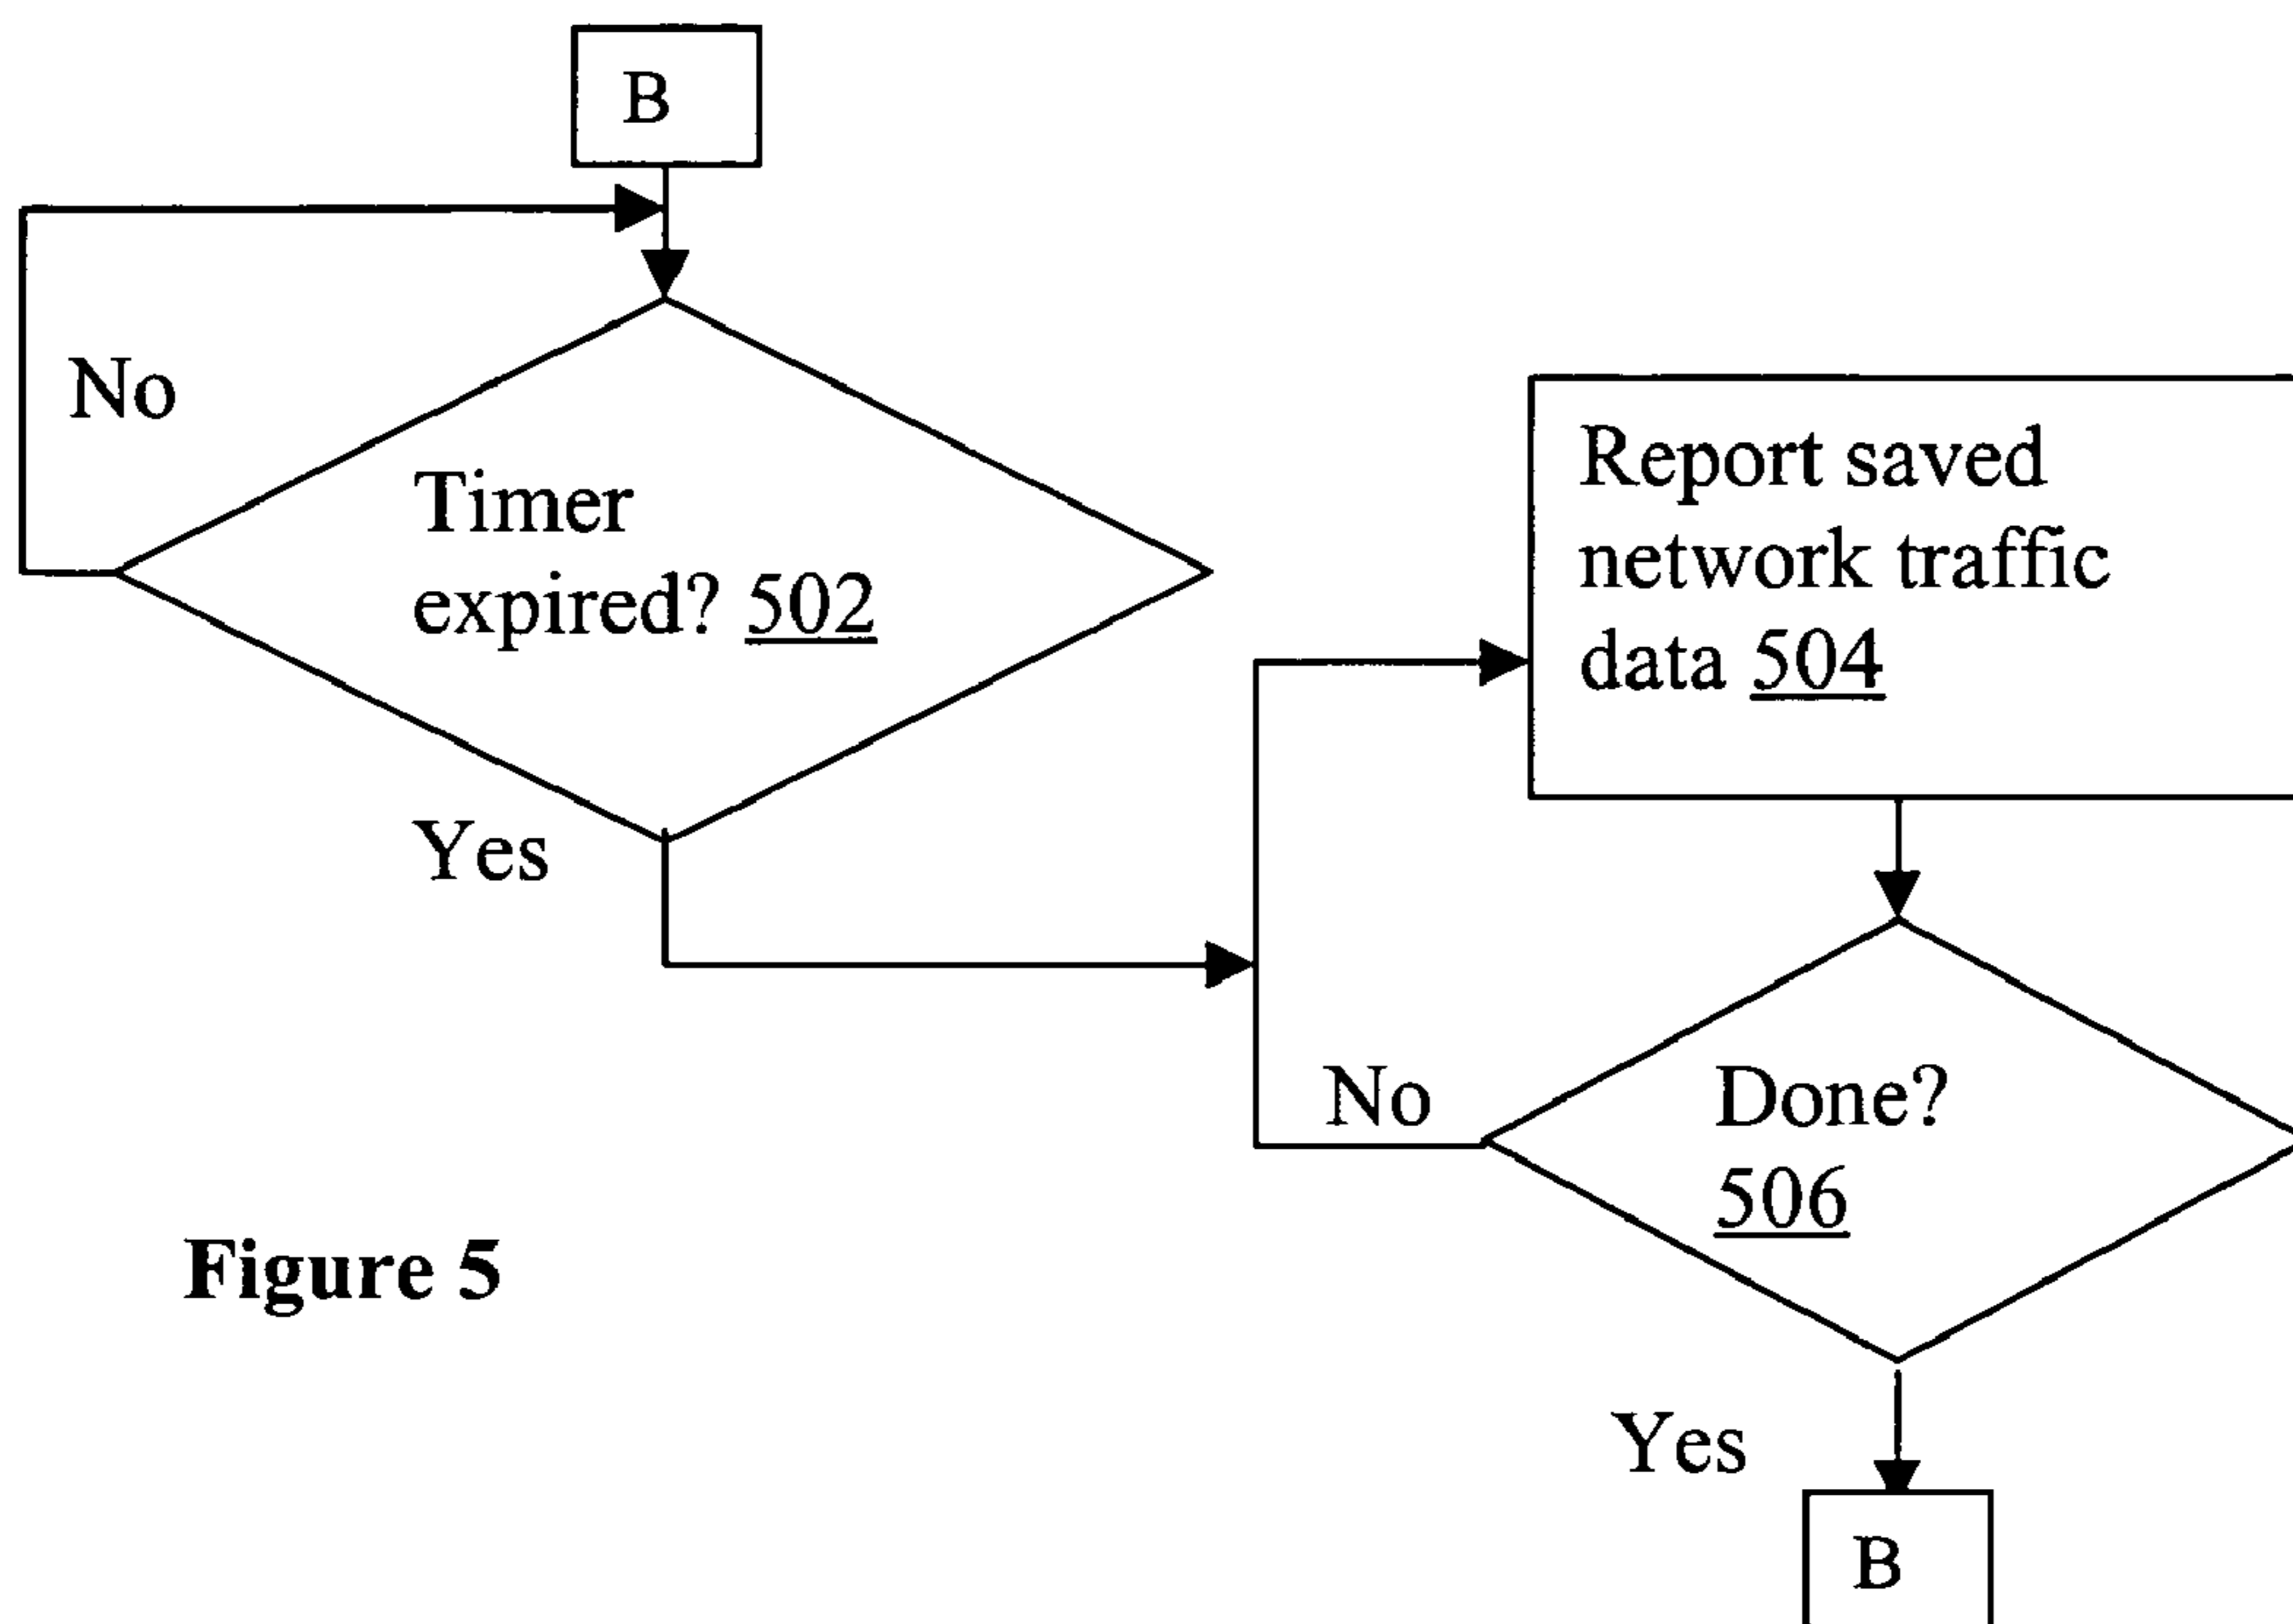 B
No
Timer
expired? 502
Yes
Report saved
network traffic
data 504
No
Done?
506
Yes
B
Figure 5